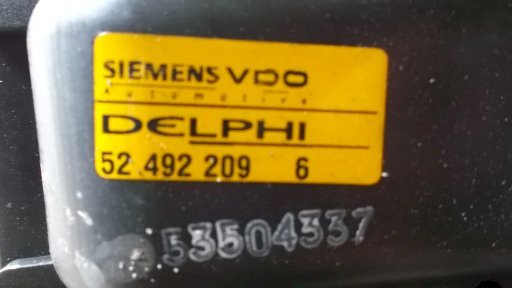 SIEMENS VDO
Automotive
DELPHI
52 492 209 6
53504337